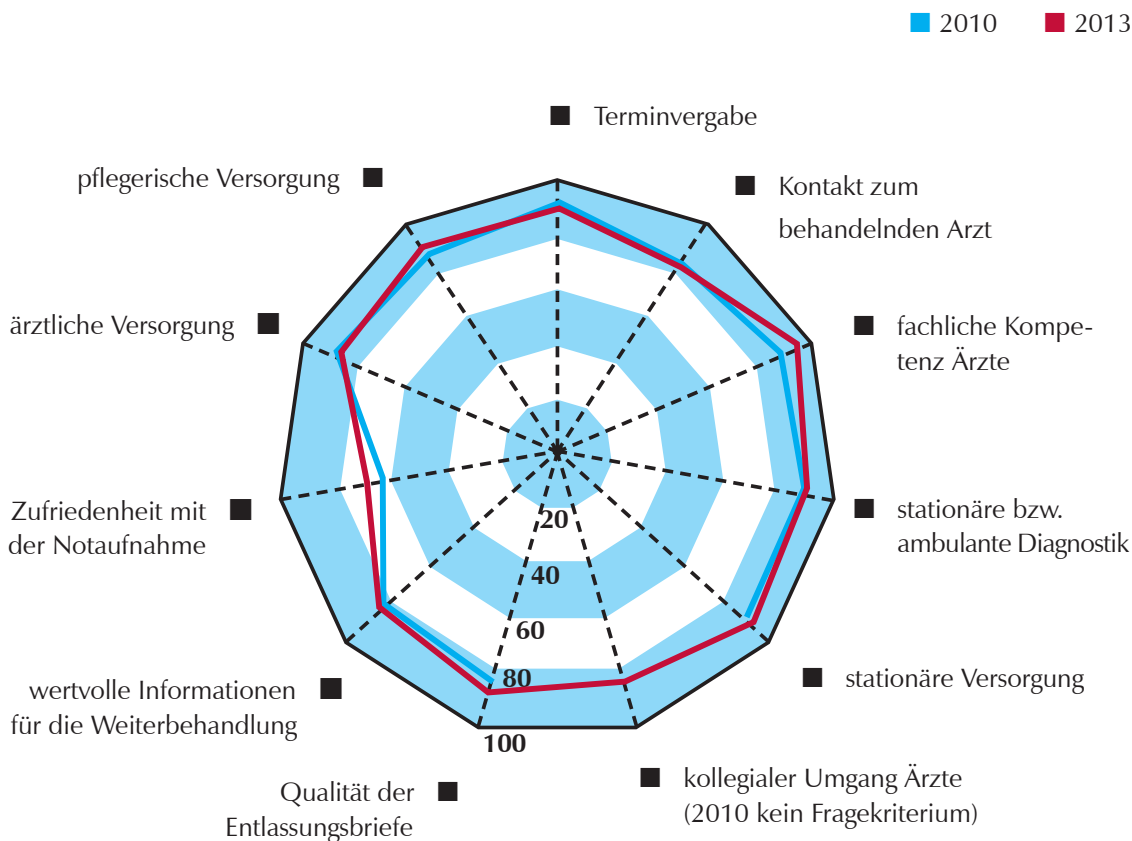 2010
2013
Terminvergabe
pflegerische Versorgung
Kontakt zum
behandelnden Arzt
ärztliche Versorgung
fachliche Kompe-
tenz Ärzte
Zufriedenheit mit
der Notaufnahme
stationäre bzw.
ambulante Diagnostik
20
40
60
80
100
wertvolle Informationen
für die Weiterbehandlung
stationäre Versorgung
Qualität der
Entlassungsbriefe
kollegialer Umgang Ärzte
(2010 kein Fragekriterium)